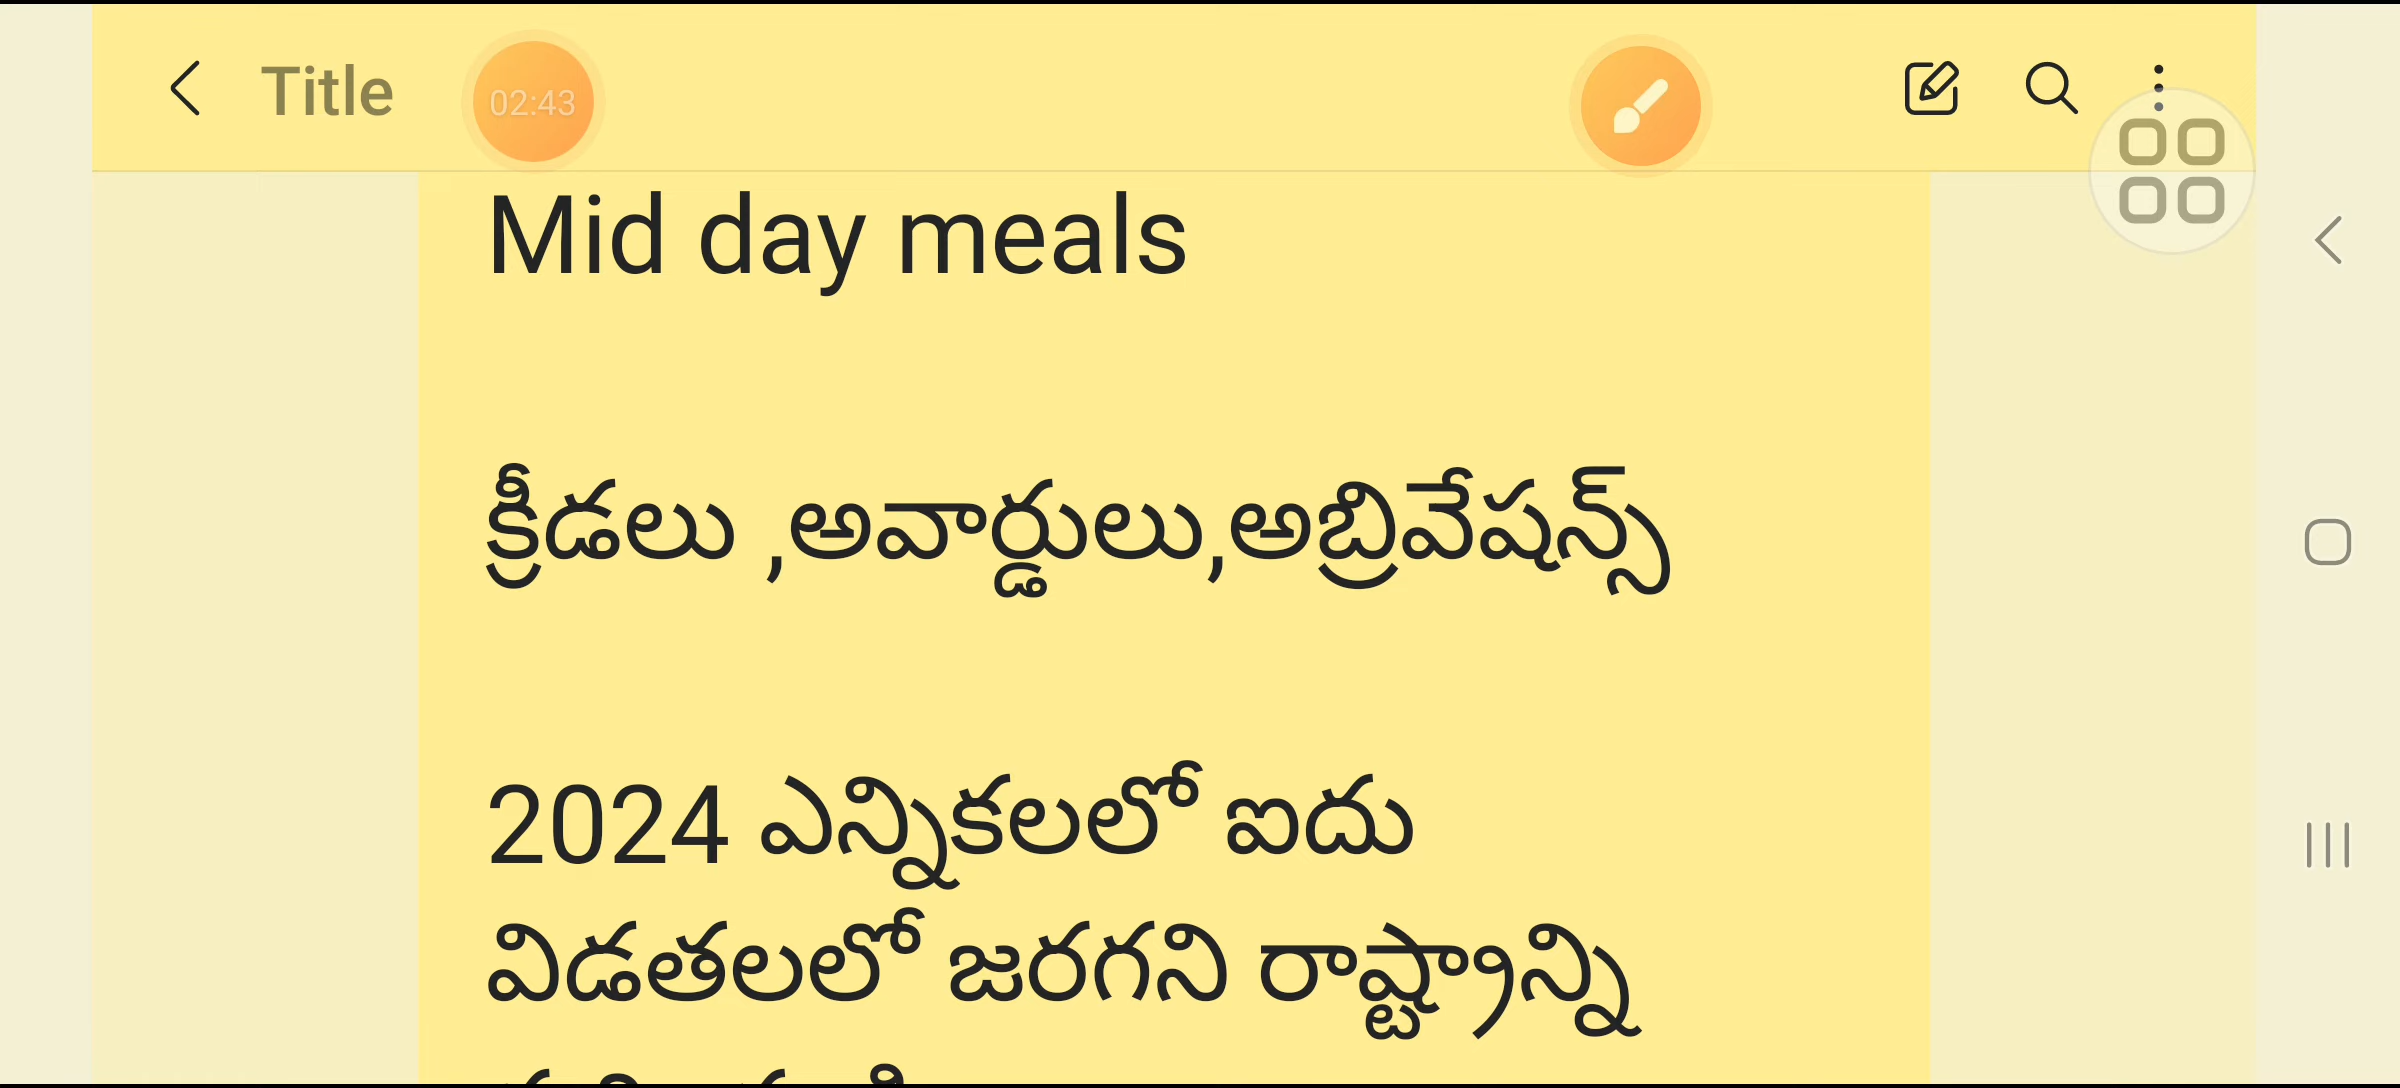 Title
02:43
Mid day meals
క్రీడలు ,అవార్డులు,అబ్రివేషన్స్
2024 ఎన్నికలలో ఐదు
విడతలలో జరగని రాష్ట్రాన్ని